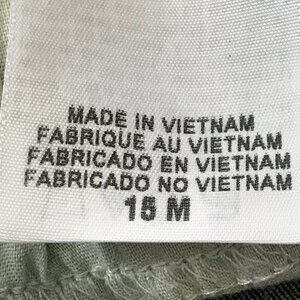 MADE IN VIETNAM
FABRIQUE AU VIETNAM
FABRICADO EN VIETNAM
FABRICADO NO VIETNAM
15 M